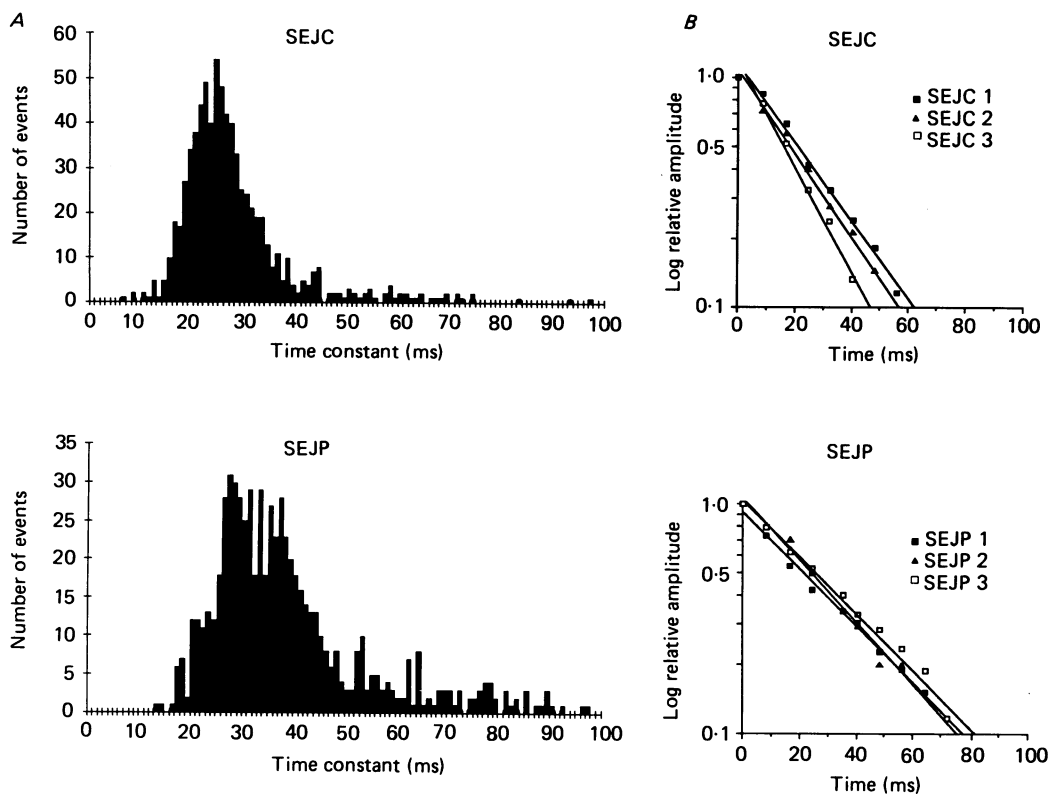 A
SEJC
60
50
40
30
20
10
0
Number of events
0 10 20 30 40 50 60 70 80 90 100
Time constant (ms)
B
SEJC
1·0
0·5
0·1
Log relative amplitude
SEJC 1
SEJC 2
SEJC 3
0 20 40 60 80 100
Time (ms)
SEJP
35
30
25
20
15
10
5
0
Number of events
0 10 20 30 40 50 60 70 80 90 100
Time constant (ms)
SEJP
1·0
0·5
0·1
Log relative amplitude
SEJP 1
SEJP 2
SEJP 3
0 20 40 60 80 100
Time (ms)